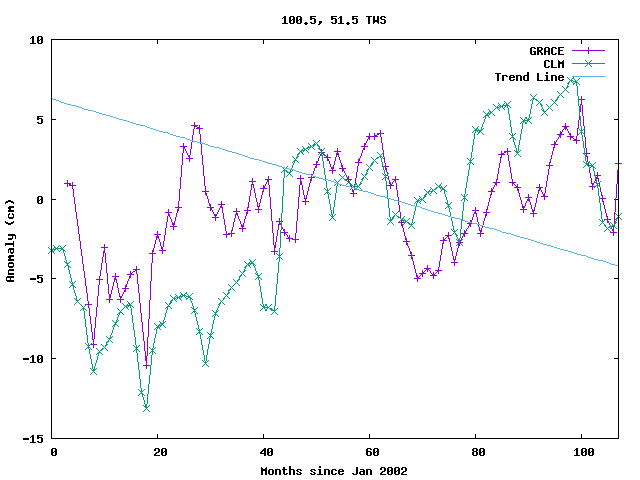 100.5, 51.5 TWS
GRACE
CLM
Trend Line
10
5
0
-5
-10
-15
Anomaly (cm)
0 20 40 60 80 100
Months since Jan 2002